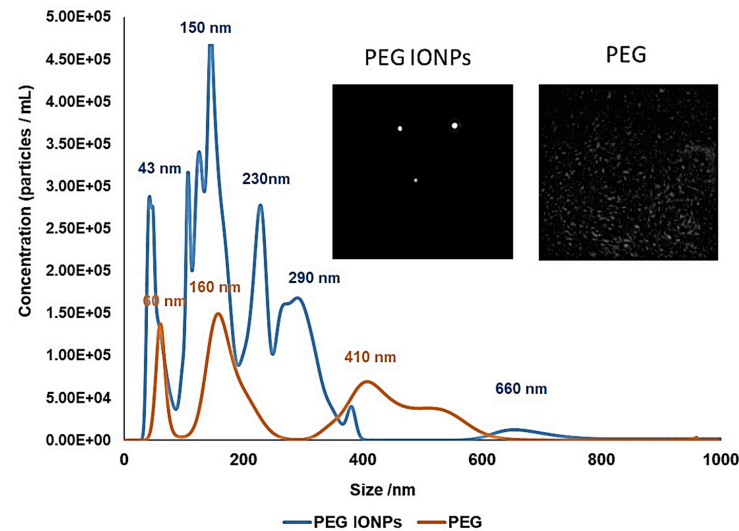 5.00E+05
4.50E+05
4.00E+05
3.50E+05
3.00E+05
2.50E+05
2.00E+05
1.50E+05
1.00E+05
5.00E+04
0.00E+00
Concentration (particles / mL)
150 nm
43 nm
230nm
290 nm
60 nm
160 nm
410 nm
660 nm
PEG IONPs
PEG
0
200
400
600
800
1000
Size /nm
PEG IONPs
PEG